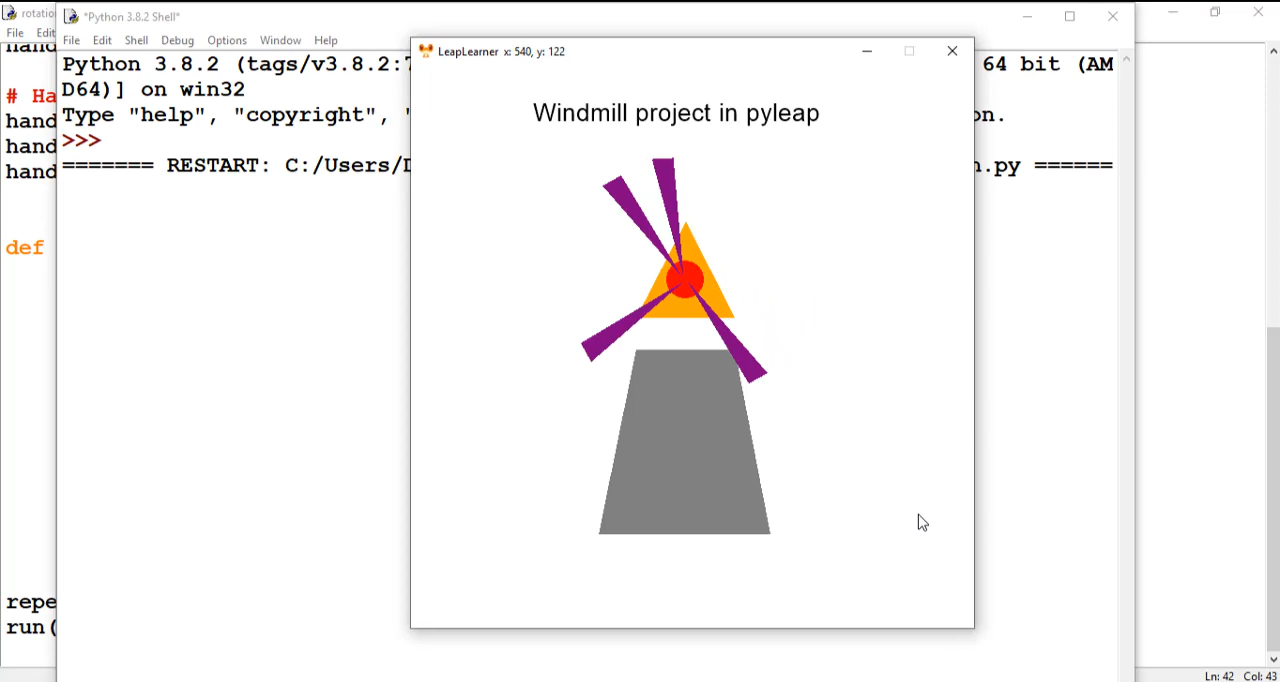 rotatio
File Edit
# Ha
hand
hand
hand
def
repe
run(
*Python 3.8.2 Shell*
File Edit Shell Debug Options Window Help
Python 3.8.2 (tags/v3.8.2:7 64 bit (AM
D64)] on win32
Type "help", "copyright", " on.
>>>
======= RESTART: C:/Users/D n.py ======
LeapLearner x: 540, y: 122
Windmill project in pyleap
Ln: 42 Col: 43